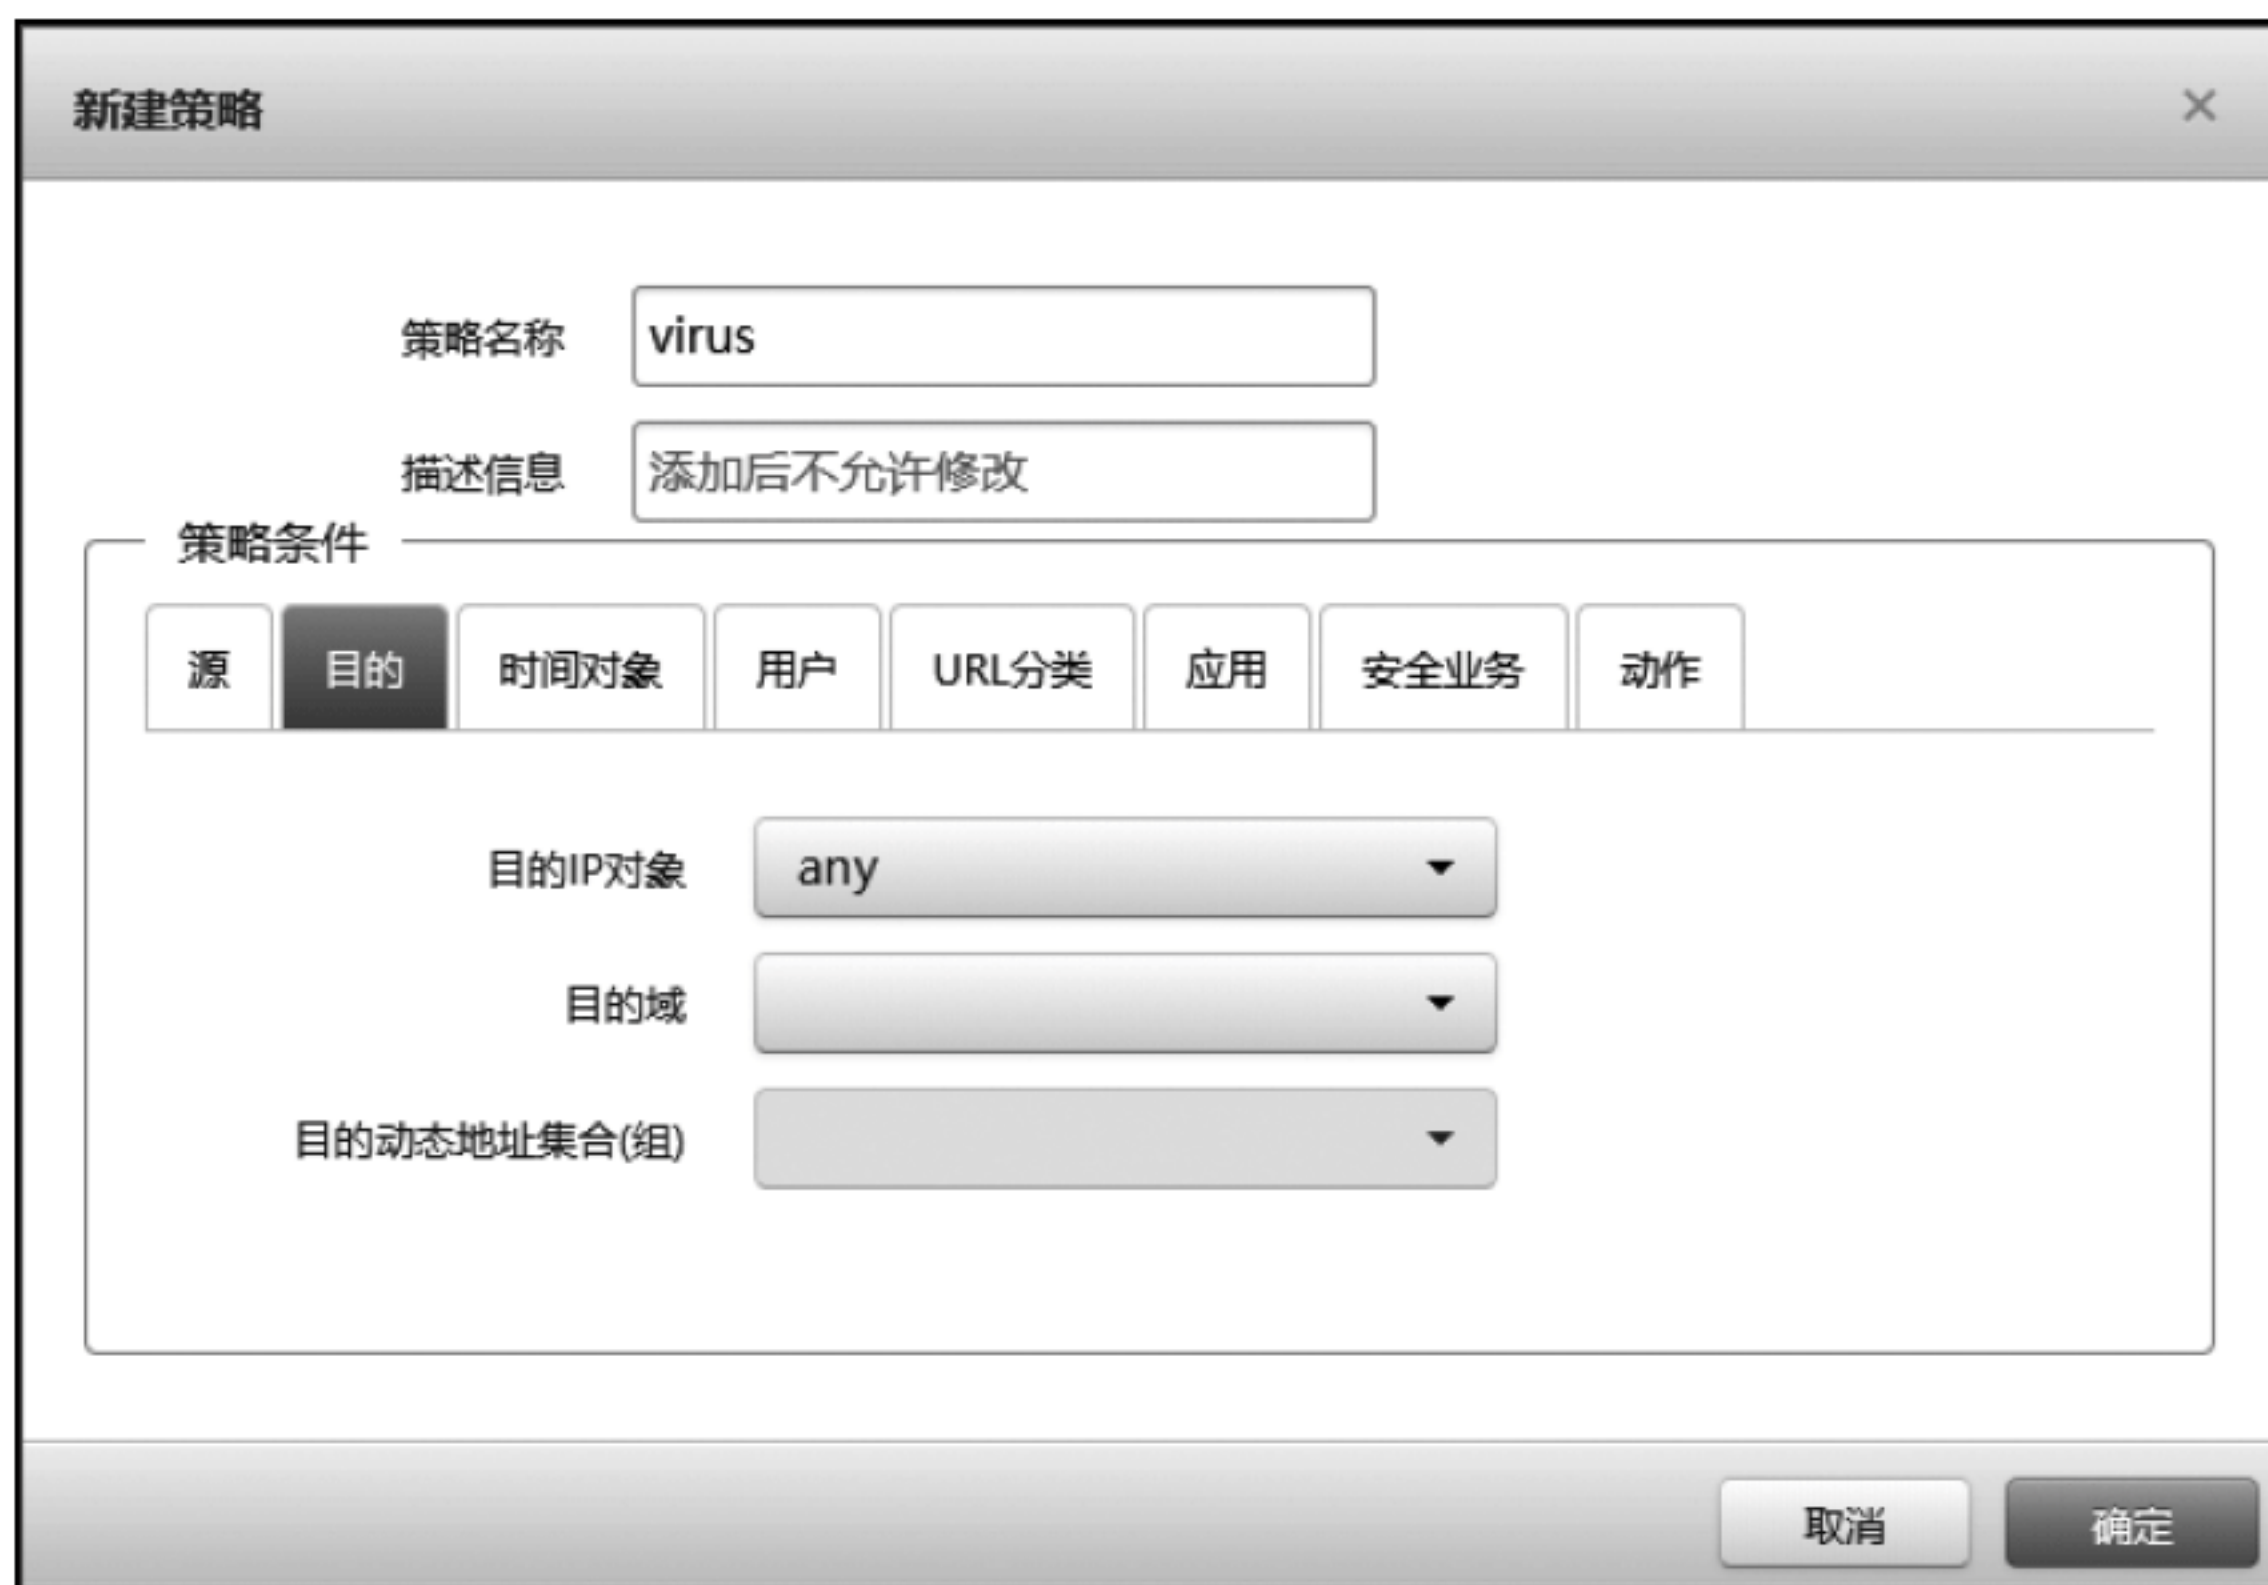 新建策略
策略名称 virus
描述信息 添加后不允许修改
策略条件
源 目的 时间对象 用户 URL分类 应用 安全业务 动作
目的IP对象 any
目的域
目的动态地址集合(组)
取消 确定